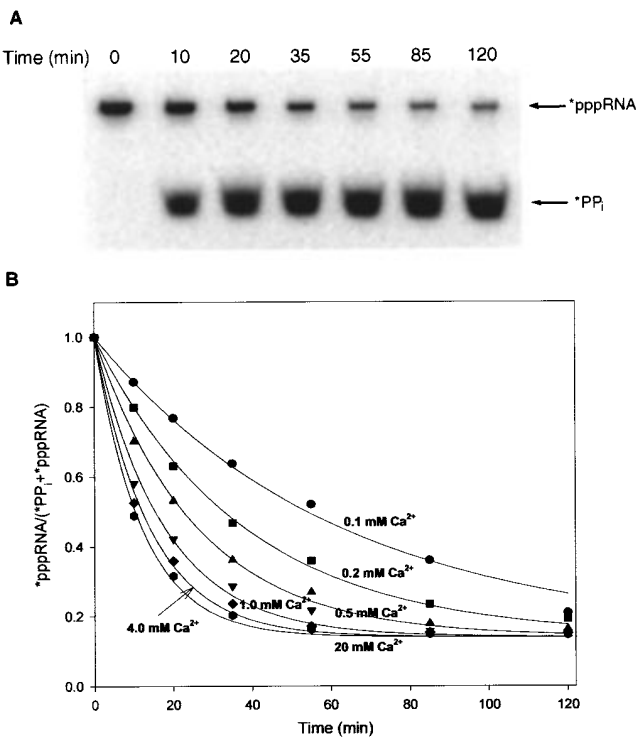 A
Time (min) 0 10 20 35 55 85 120
*pppRNA
*PPi
B
1.0
0.8
0.6
0.4
0.2
0.0
*pppRNA/(*PPi+*pppRNA)
0.1 mM Ca2+
0.2 mM Ca2+
1.0 mM Ca2+
0.5 mM Ca2+
4.0 mM Ca2+
20 mM Ca2+
0 20 40 60 80 100 120
Time (min)